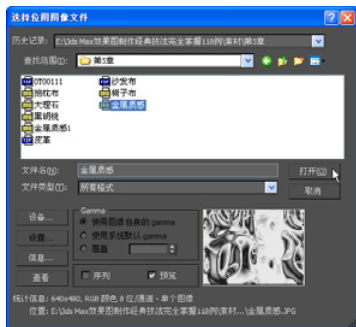 选择位图图像文件
历史记录: E:\3ds Max效果图制作经典技法完全掌握118例\素材\第5章
查找范围(I): 第5章
0T00111
抱枕布
大理石
黑胡桃
金属质感1
皮革
沙发布
椅子布
金属质感
文件名(N): 金属质感 打开(O)
文件类型(T): 所有格式 取消
设备...
设置...
信息...
查看
Gamma
使用图像自身的 gamma
使用系统默认 gamma
覆盖
序列 预览
统计信息: 640x480, RGB 颜色 8 位/通道 - 单个图像
位置: E:\3ds Max效果图制作经典技法完全掌握118例\素材...\金属质感.JPG